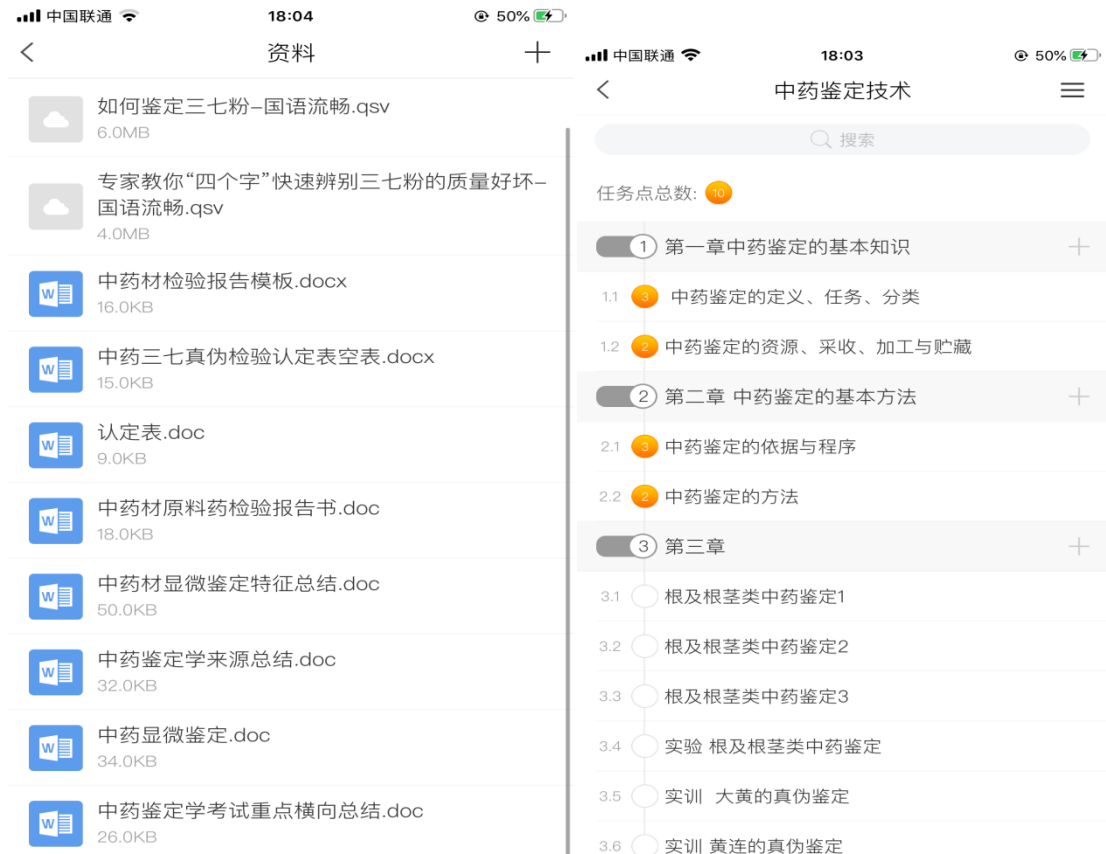 中国联通
18:04
50%
资料
如何鉴定三七粉-国语流畅.qsv
6.0MB
专家教你“四个字”快速辨别三七粉的质量好坏-
国语流畅.qsv
4.0MB
W
中药材检验报告模板.docx
16.0KB
W
中药三七真伪检验认定表空表.docx
15.0KB
W
认定表.doc
9.0KB
W
中药材原料药检验报告书.doc
18.0KB
W
中药材显微鉴定特征总结.doc
50.0KB
W
中药鉴定学来源总结.doc
32.0KB
W
中药显微鉴定.doc
34.0KB
W
中药鉴定学考试重点横向总结.doc
26.0KB
中国联通
18:03
50%
中药鉴定技术
搜索
任务点总数: 10
1 第一章中药鉴定的基本知识
1.1 3 中药鉴定的定义、任务、分类
1.2 2 中药鉴定的资源、采收、加工与贮藏
2 第二章 中药鉴定的基本方法
2.1 3 中药鉴定的依据与程序
2.2 2 中药鉴定的方法
3 第三章
3.1 根及根茎类中药鉴定1
3.2 根及根茎类中药鉴定2
3.3 根及根茎类中药鉴定3
3.4 实验 根及根茎类中药鉴定
3.5 实训 大黄的真伪鉴定
3.6 实训 黄连的真伪鉴定